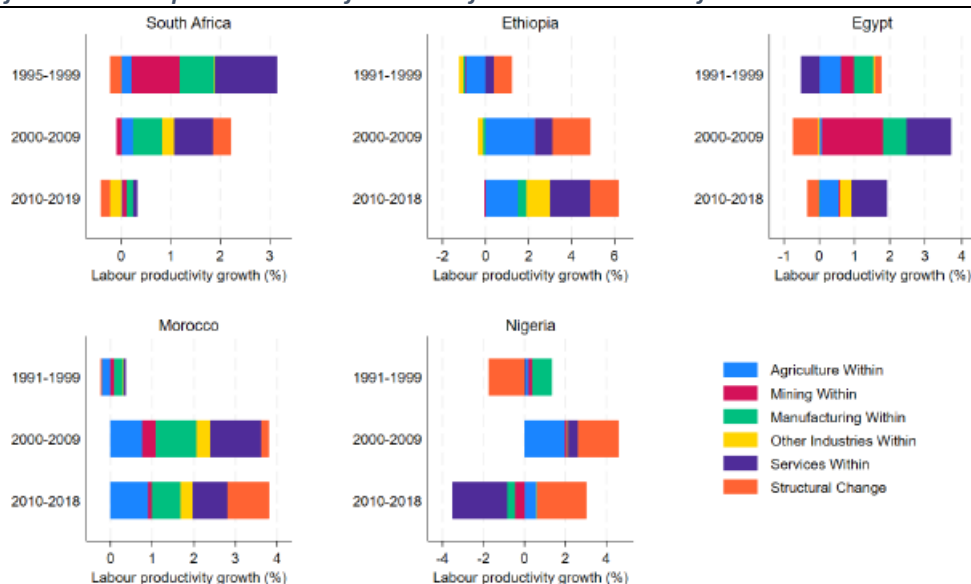 South Africa
1995-1999
2000-2009
2010-2019
0 1 2 3
Labour productivity growth (%)
Ethiopia
1991-1999
2000-2009
2010-2018
-2 0 2 4 6
Labour productivity growth (%)
Egypt
1991-1999
2000-2009
2010-2018
-1 0 1 2 3 4
Labour productivity growth (%)
Morocco
1991-1999
2000-2009
2010-2018
0 1 2 3 4
Labour productivity growth (%)
Nigeria
1991-1999
2000-2009
2010-2018
-4 -2 0 2 4
Labour productivity growth (%)
Agriculture Within
Mining Within
Manufacturing Within
Other Industries Within
Services Within
Structural Change